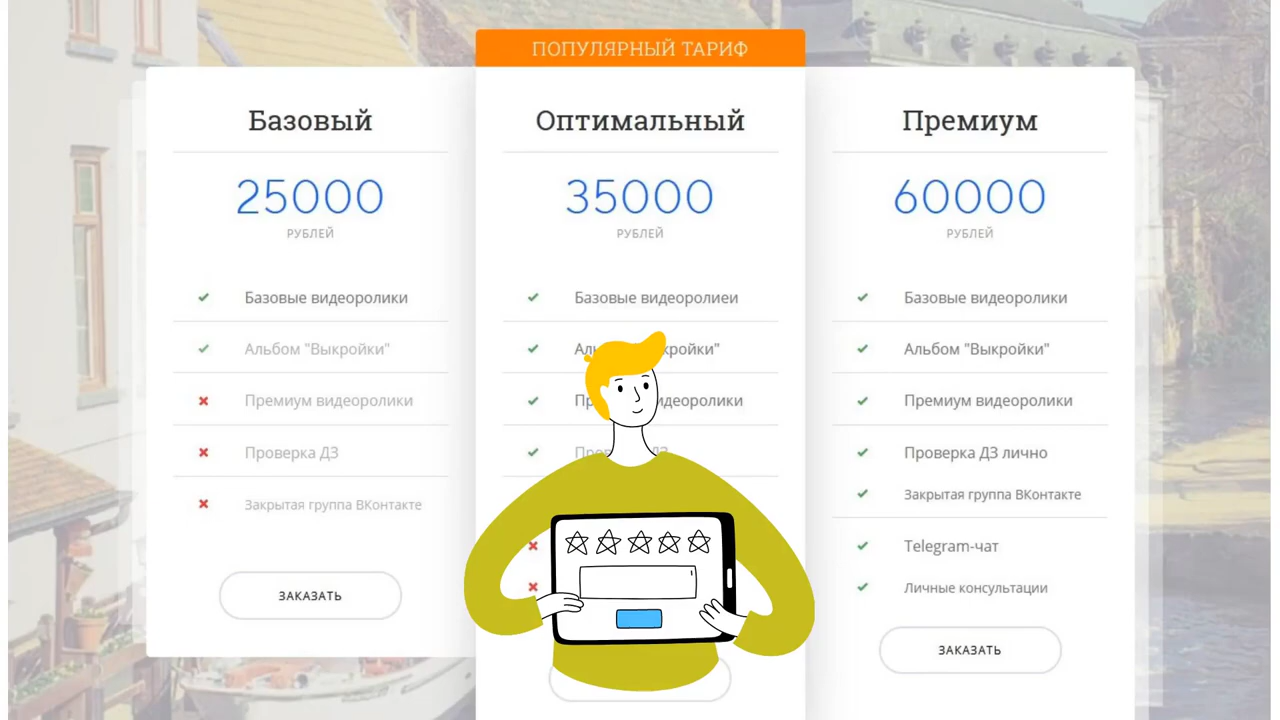 ПОПУЛЯРНЫЙ ТАРИФ
Базовый
25000
РУБЛЕЙ
Базовые видеоролики
Альбом "Выкройки"
Премиум видеоролики
Проверка ДЗ
Закрытая группа ВКонтакте
ЗАКАЗАТЬ
Оптимальный
35000
РУБЛЕЙ
Базовые видеоролиеи
Премиум
60000
РУБЛЕЙ
Базовые видеоролики
Альбом "Выкройки"
Премиум видеоролики
Проверка ДЗ лично
Закрытая группа ВКонтакте
Telegram-чат
Личные консультации
ЗАКАЗАТЬ